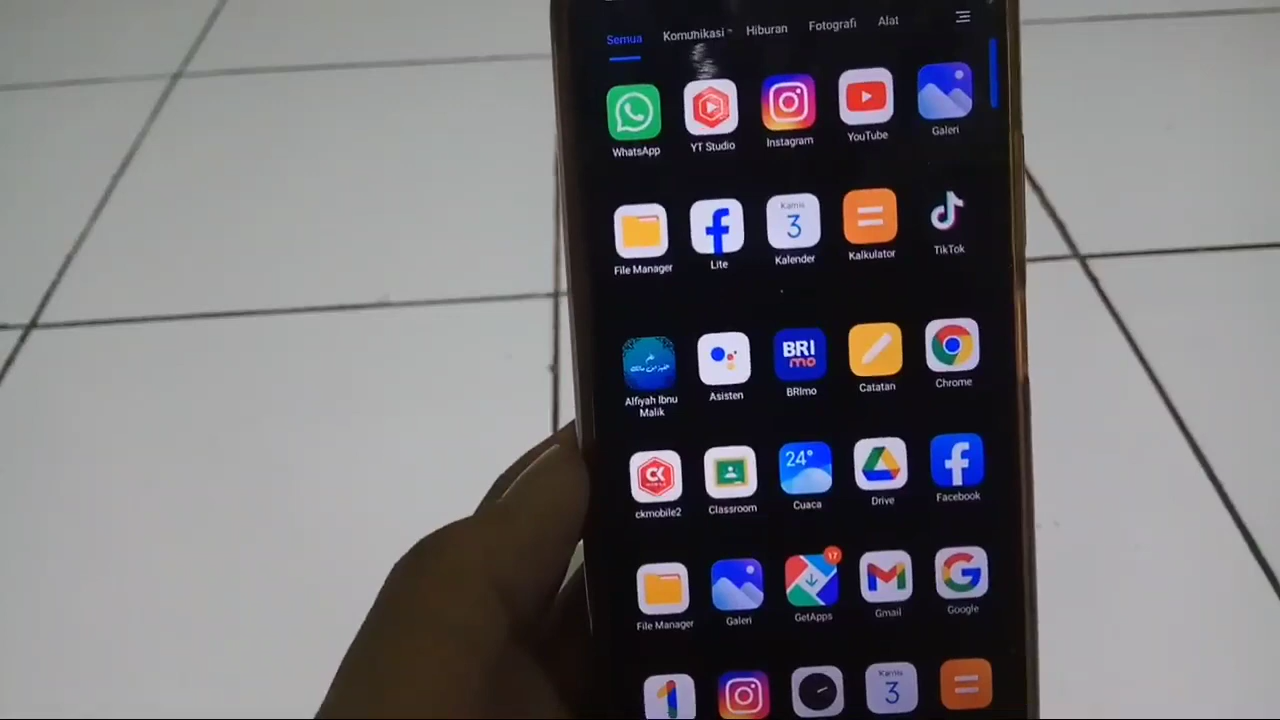 Semua Komunikasi Hiburan Fotografi Alat
WhatsApp YT Studio Instagram YouTube Galeri
Kamis
3
File Manager Lite Kalender Kalkulator TikTok
BRI
mo
Alfiyah Ibnu
Malik
Asisten BRImo Catatan Chrome
CK
24°
ckmobile2 Classroom Cuaca Drive Facebook
17
File Manager Galeri GetApps Gmail Google
Kamis
3